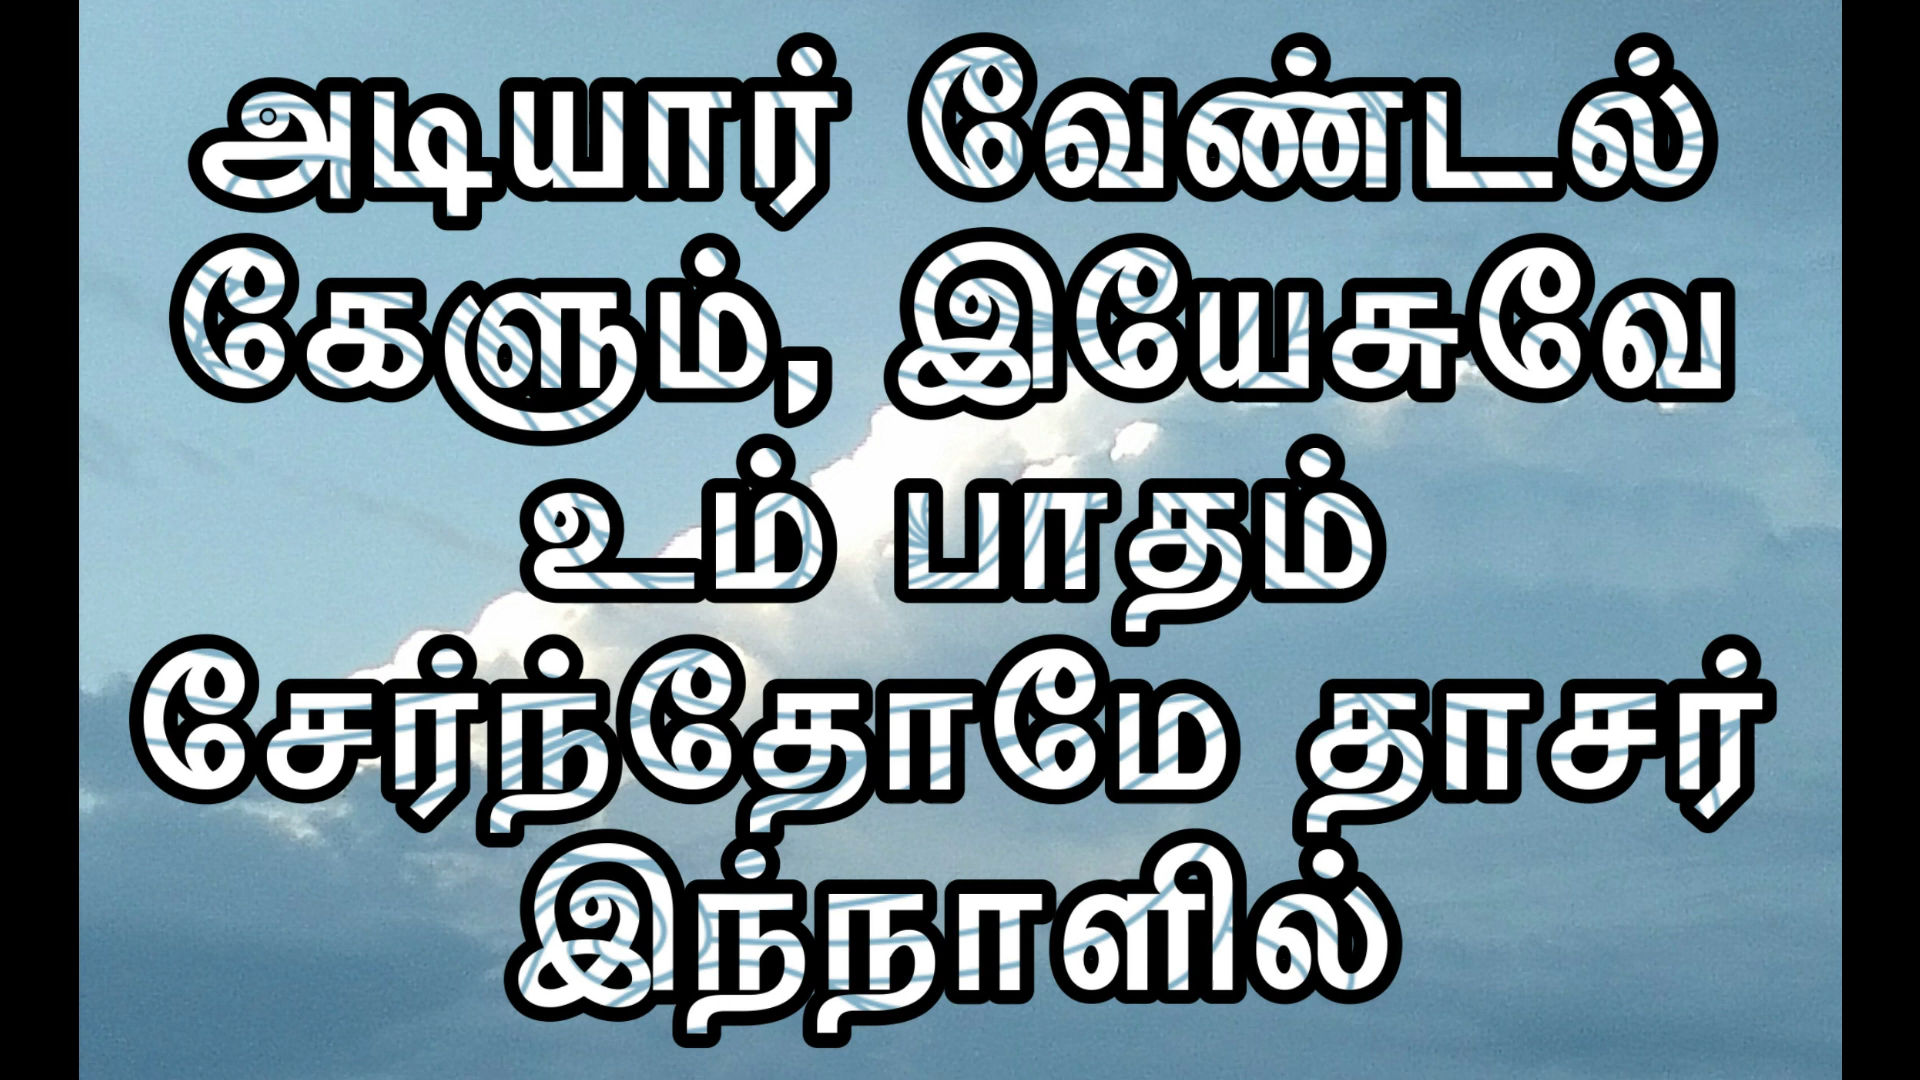 அடியார் வேண்டல்
கேளும், இயேசுவே
உம் பாதம்
சேர்ந்தோமே தாசர்
இந்நாளில்